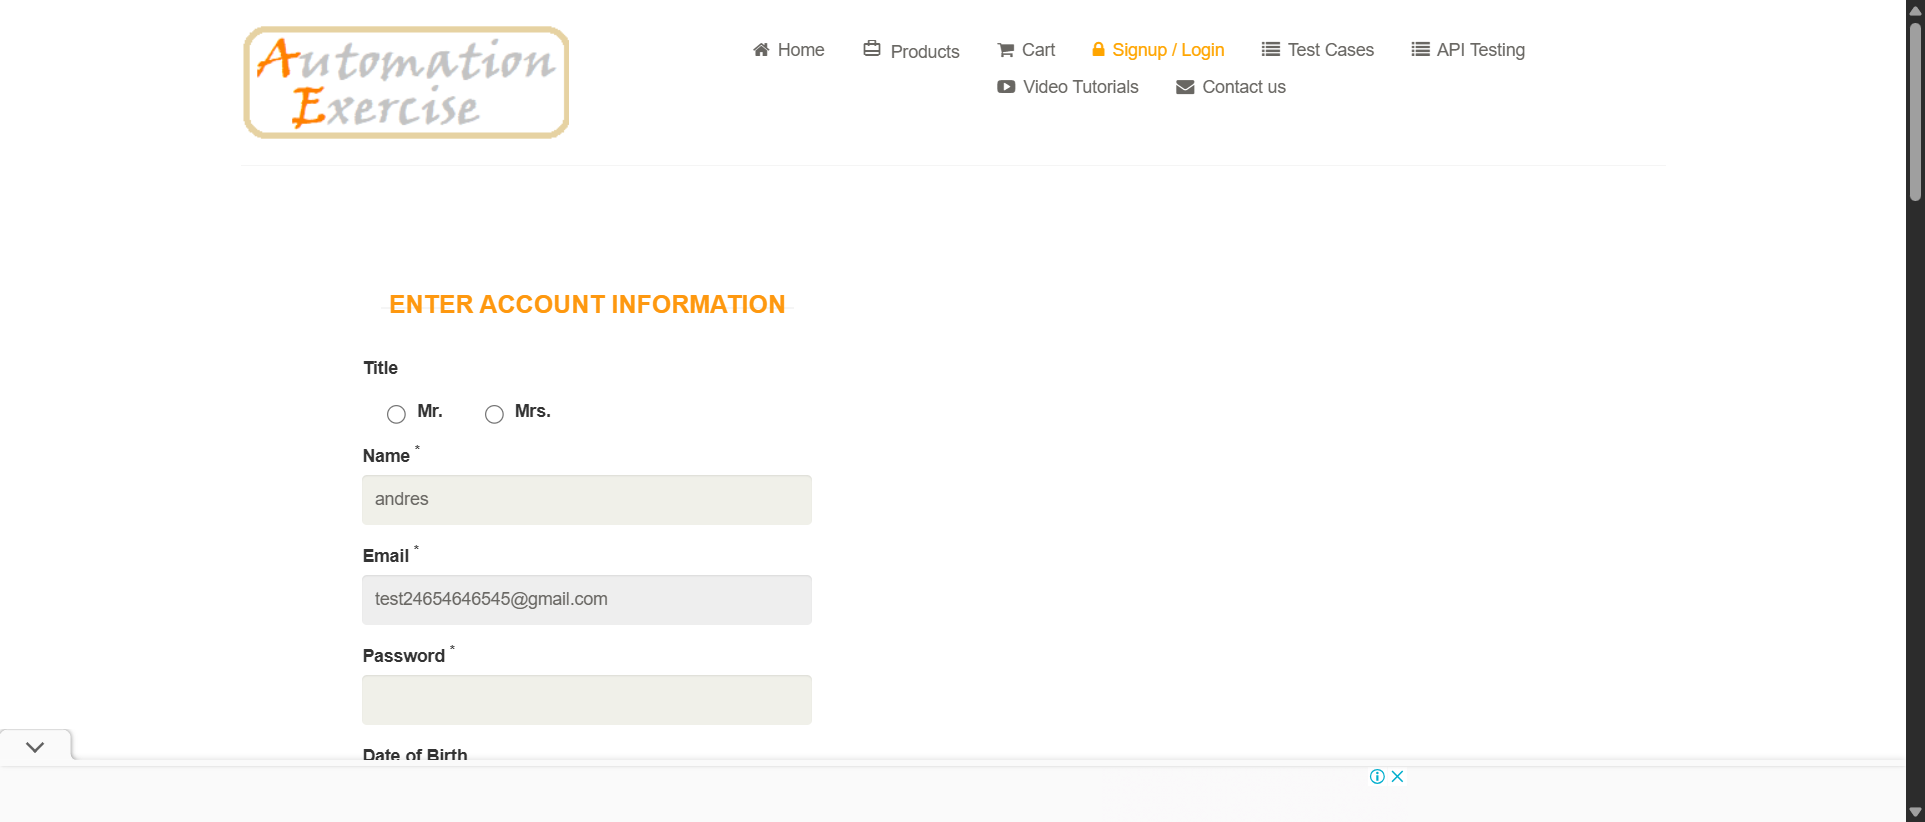 Automation
Exercise
Home
Products
Cart
Signup / Login
Test Cases
API Testing
Video Tutorials
Contact us
ENTER ACCOUNT INFORMATION
Title
Mr.
Mrs.
Name *
andres
Email *
test24654646545@gmail.com
Password *
Date of Birth